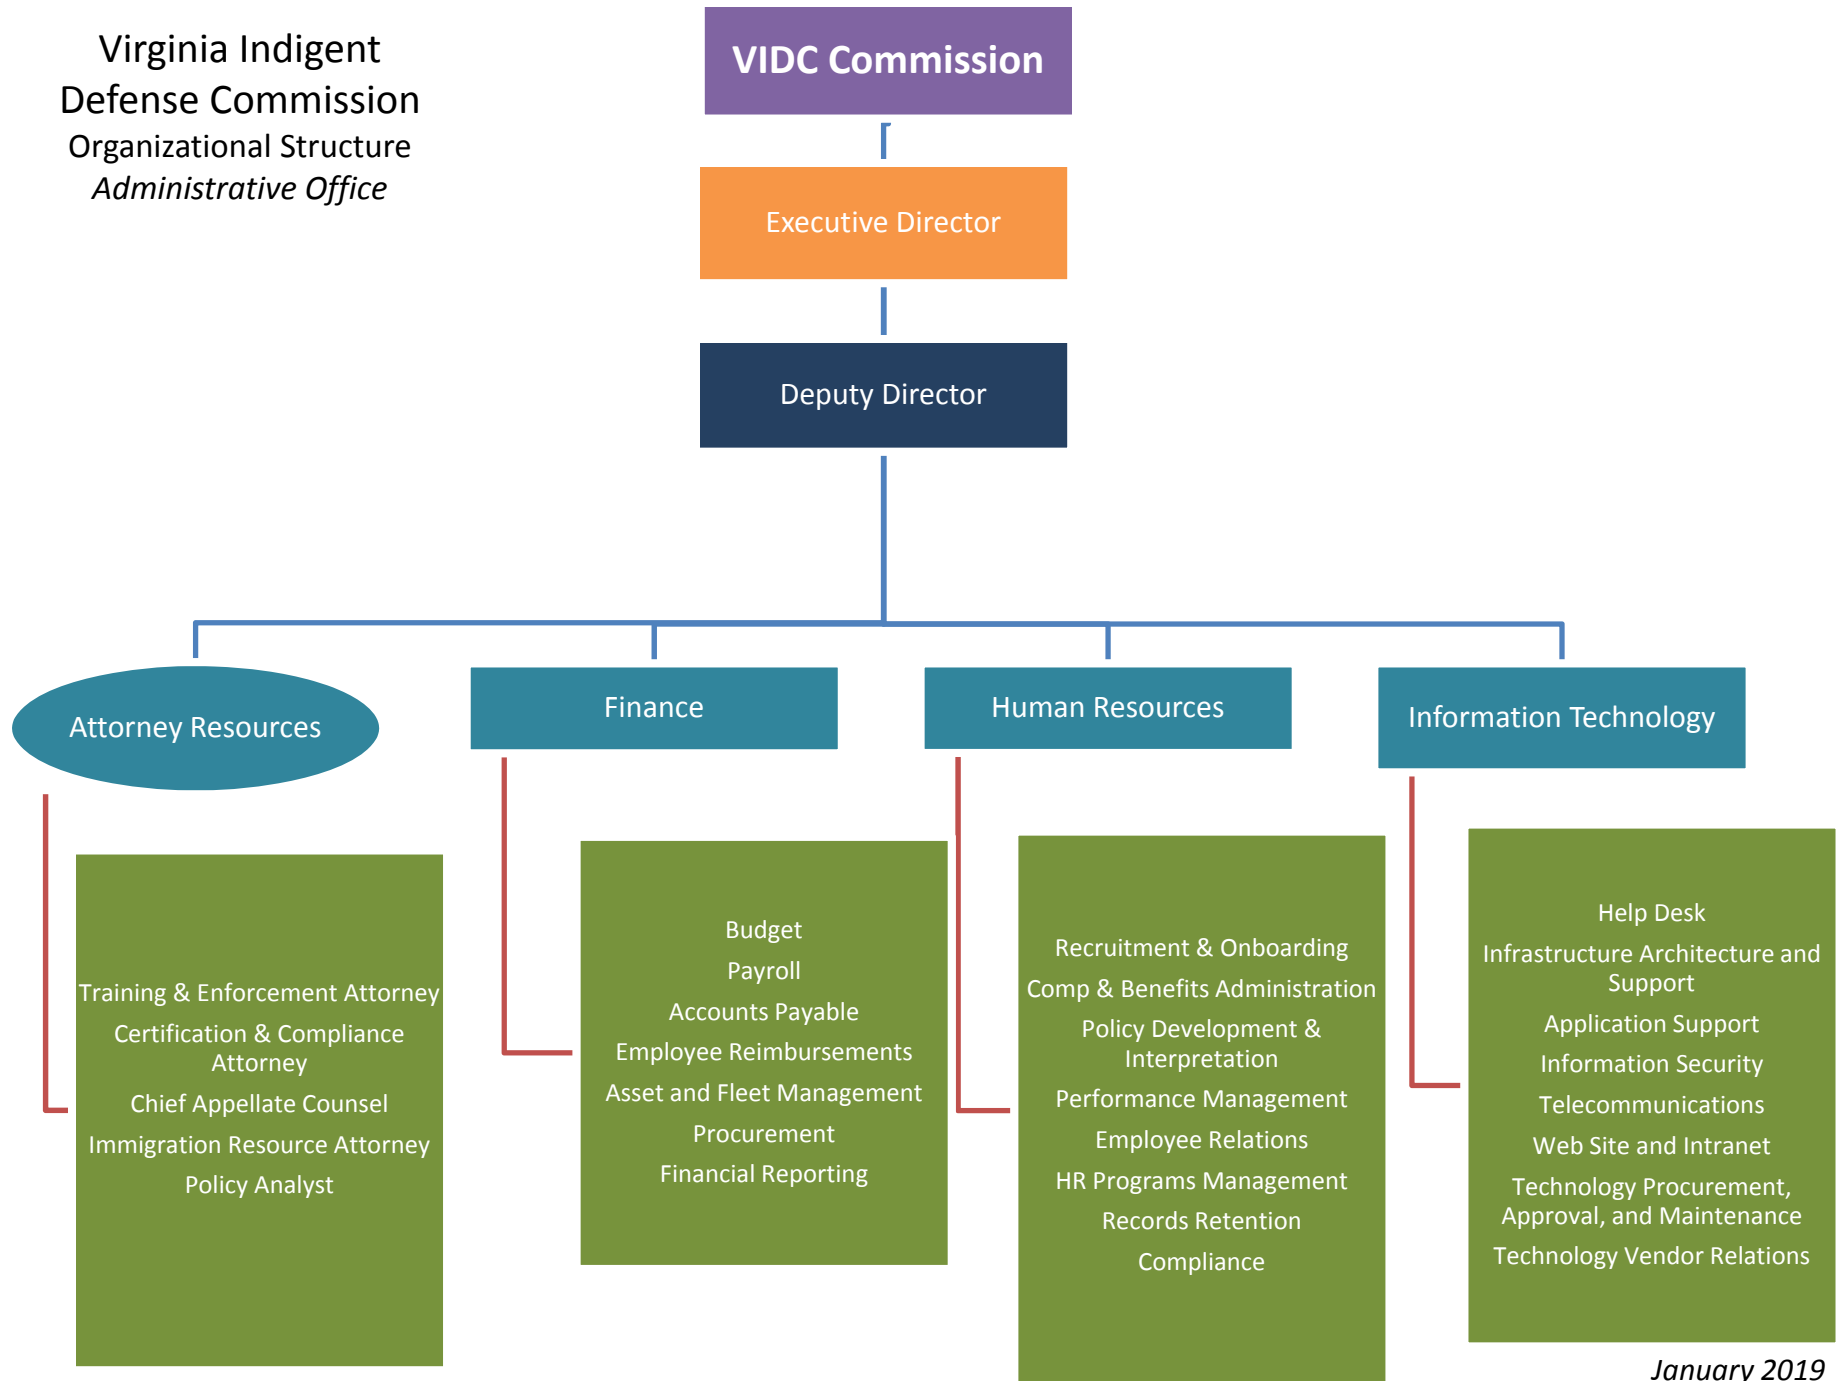 Virginia Indigent
Defense Commission
Organizational Structure
Administrative Office
VIDC Commission
Executive Director
Deputy Director
Attorney Resources
Finance
Human Resources
Information Technology
Training & Enforcement Attorney
Certification & Compliance
Attorney
Chief Appellate Counsel
Immigration Resource Attorney
Policy Analyst
Budget
Payroll
Accounts Payable
Employee Reimbursements
Asset and Fleet Management
Procurement
Financial Reporting
Recruitment & Onboarding
Comp & Benefits Administration
Policy Development &
Interpretation
Performance Management
Employee Relations
HR Programs Management
Records Retention
Compliance
Help Desk
Infrastructure Architecture and
Support
Application Support
Information Security
Telecommunications
Web Site and Intranet
Technology Procurement,
Approval, and Maintenance
Technology Vendor Relations
January 2019